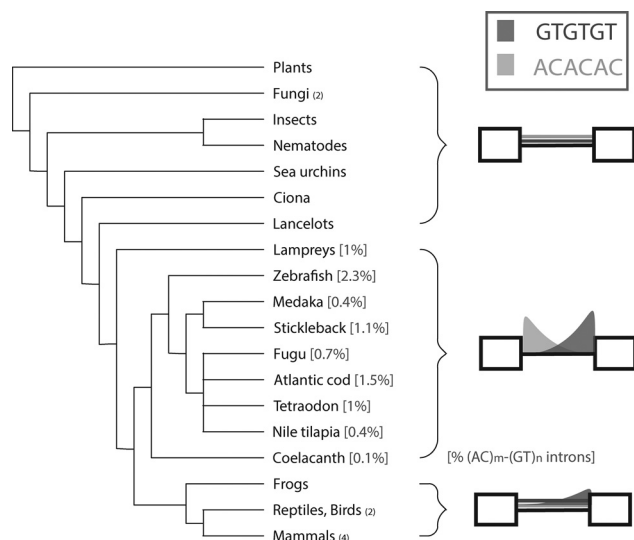 GTGTGT
ACACAC
Plants
Fungi (2)
Insects
Nematodes
Sea urchins
Ciona
Lancelots
Lampreys [1%]
Zebrafish [2.3%]
Medaka [0.4%]
Stickleback [1.1%]
Fugu [0.7%]
Atlantic cod [1.5%]
Tetraodon [1%]
Nile tilapia [0.4%]
Coelacanth [0.1%] [% (AC)m-(GT)n introns]
Frogs
Reptiles, Birds (2)
Mammals (4)